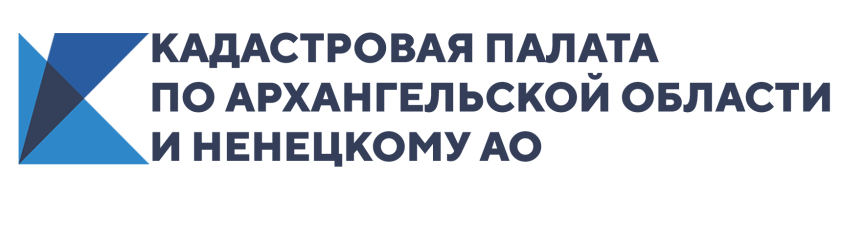 КАДАСТРОВАЯ ПАЛАТА
ПО АРХАНГЕЛЬСКОЙ ОБЛАСТИ
И НЕНЕЦКОМУ АО